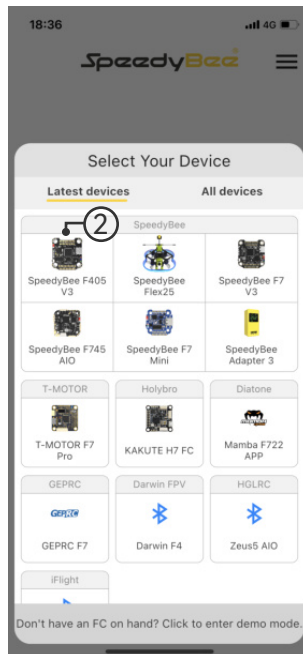 18:36
4G
SpeedyBee
Select Your Device
Latest devices
All devices
2
SpeedyBee
SpeedyBee F405
V3
SpeedyBee
Flex25
SpeedyBee F7
V3
SpeedyBee F745
AIO
SpeedyBee F7
Mini
SpeedyBee
Adapter 3
T-MOTOR
Holybro
Diatone
T-MOTOR F7
Pro
KAKUTE H7 FC
Mamba F722
APP
GEPRC
Darwin FPV
HGLRC
GEPRC
GEPRC F7
Darwin F4
Zeus5 AIO
iFlight
Don't have an FC on hand? Click to enter demo mode.